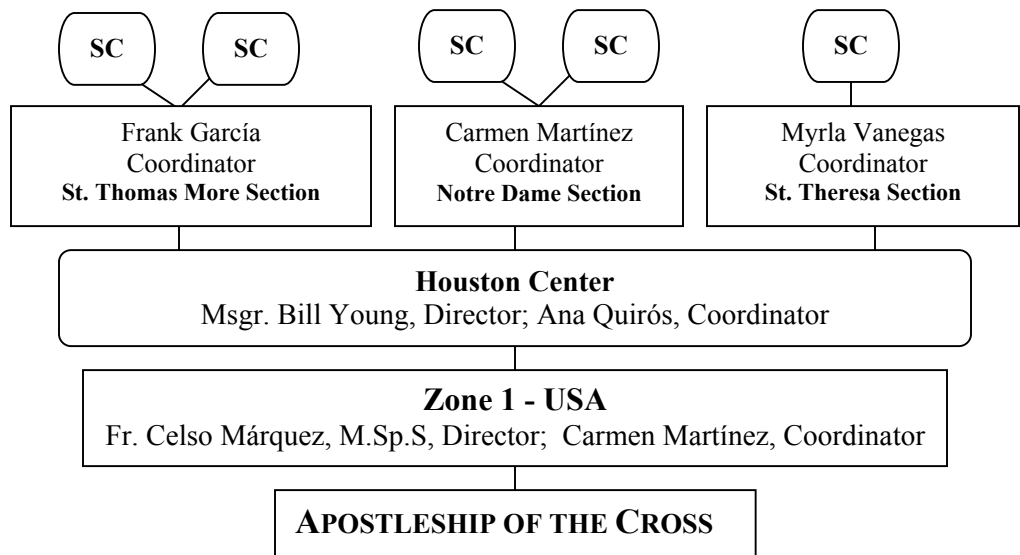 SC SC SC SC SC
Frank García
Coordinator
St. Thomas More Section
Carmen Martínez
Coordinator
Notre Dame Section
Myrla Vanegas
Coordinator
St. Theresa Section
Houston Center
Msgr. Bill Young, Director; Ana Quirós, Coordinator
Zone 1 - USA
Fr. Celso Márquez, M.Sp.S, Director; Carmen Martínez, Coordinator
APOSTLESHIP OF THE CROSS